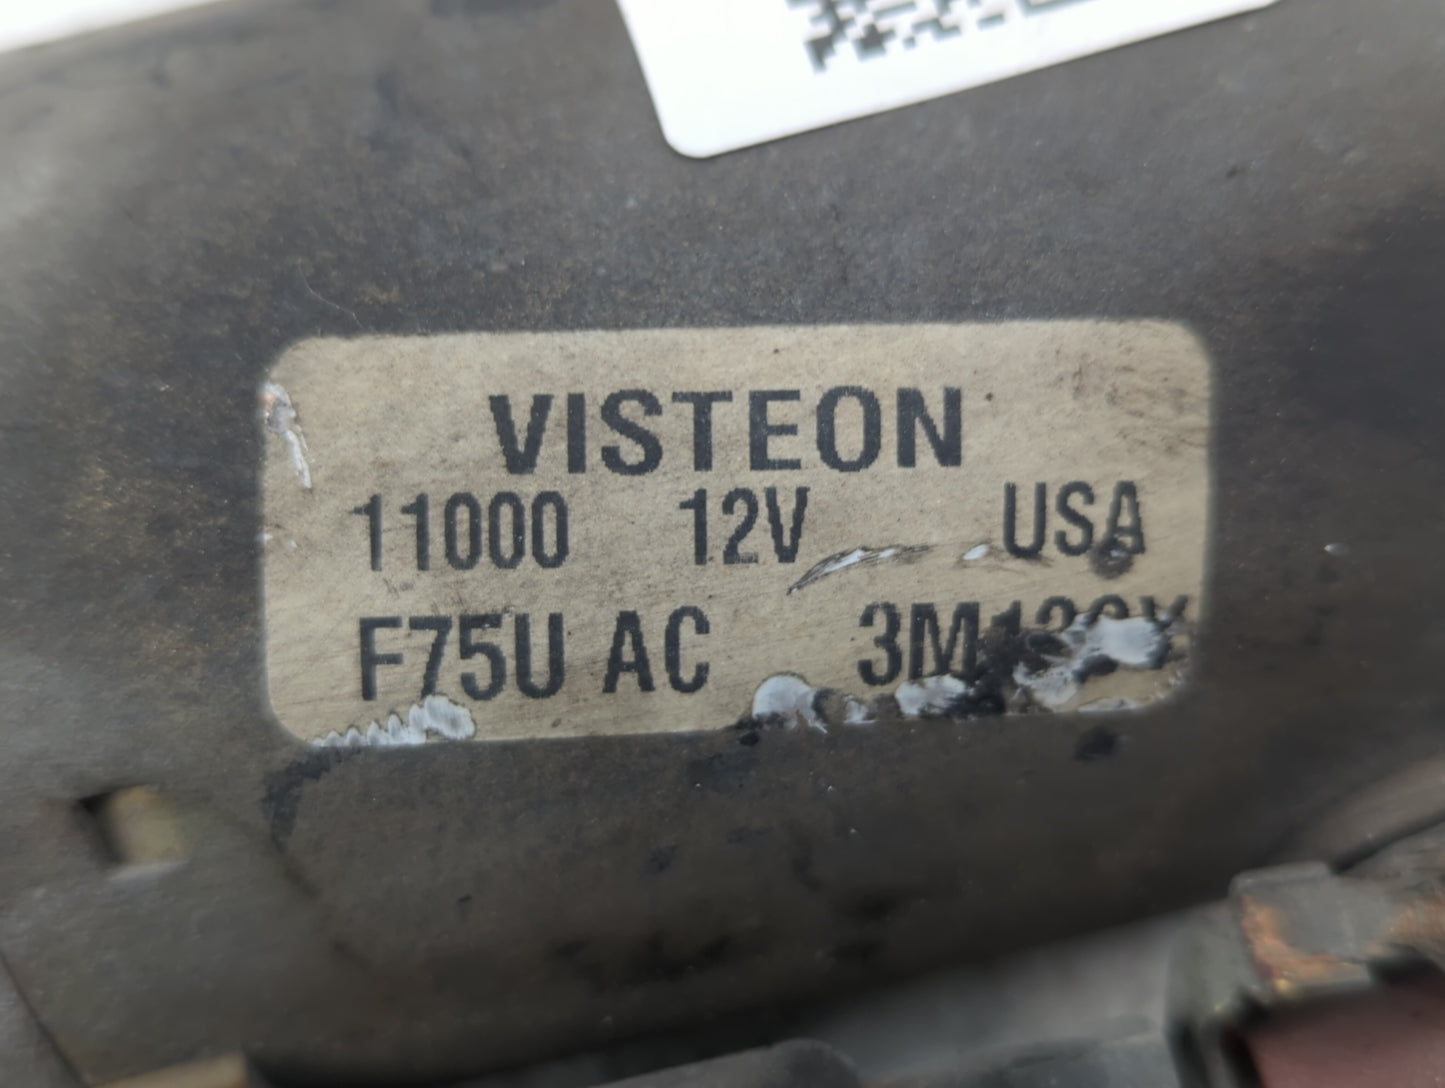 VISTEON
11000 12V USA
F75U AC